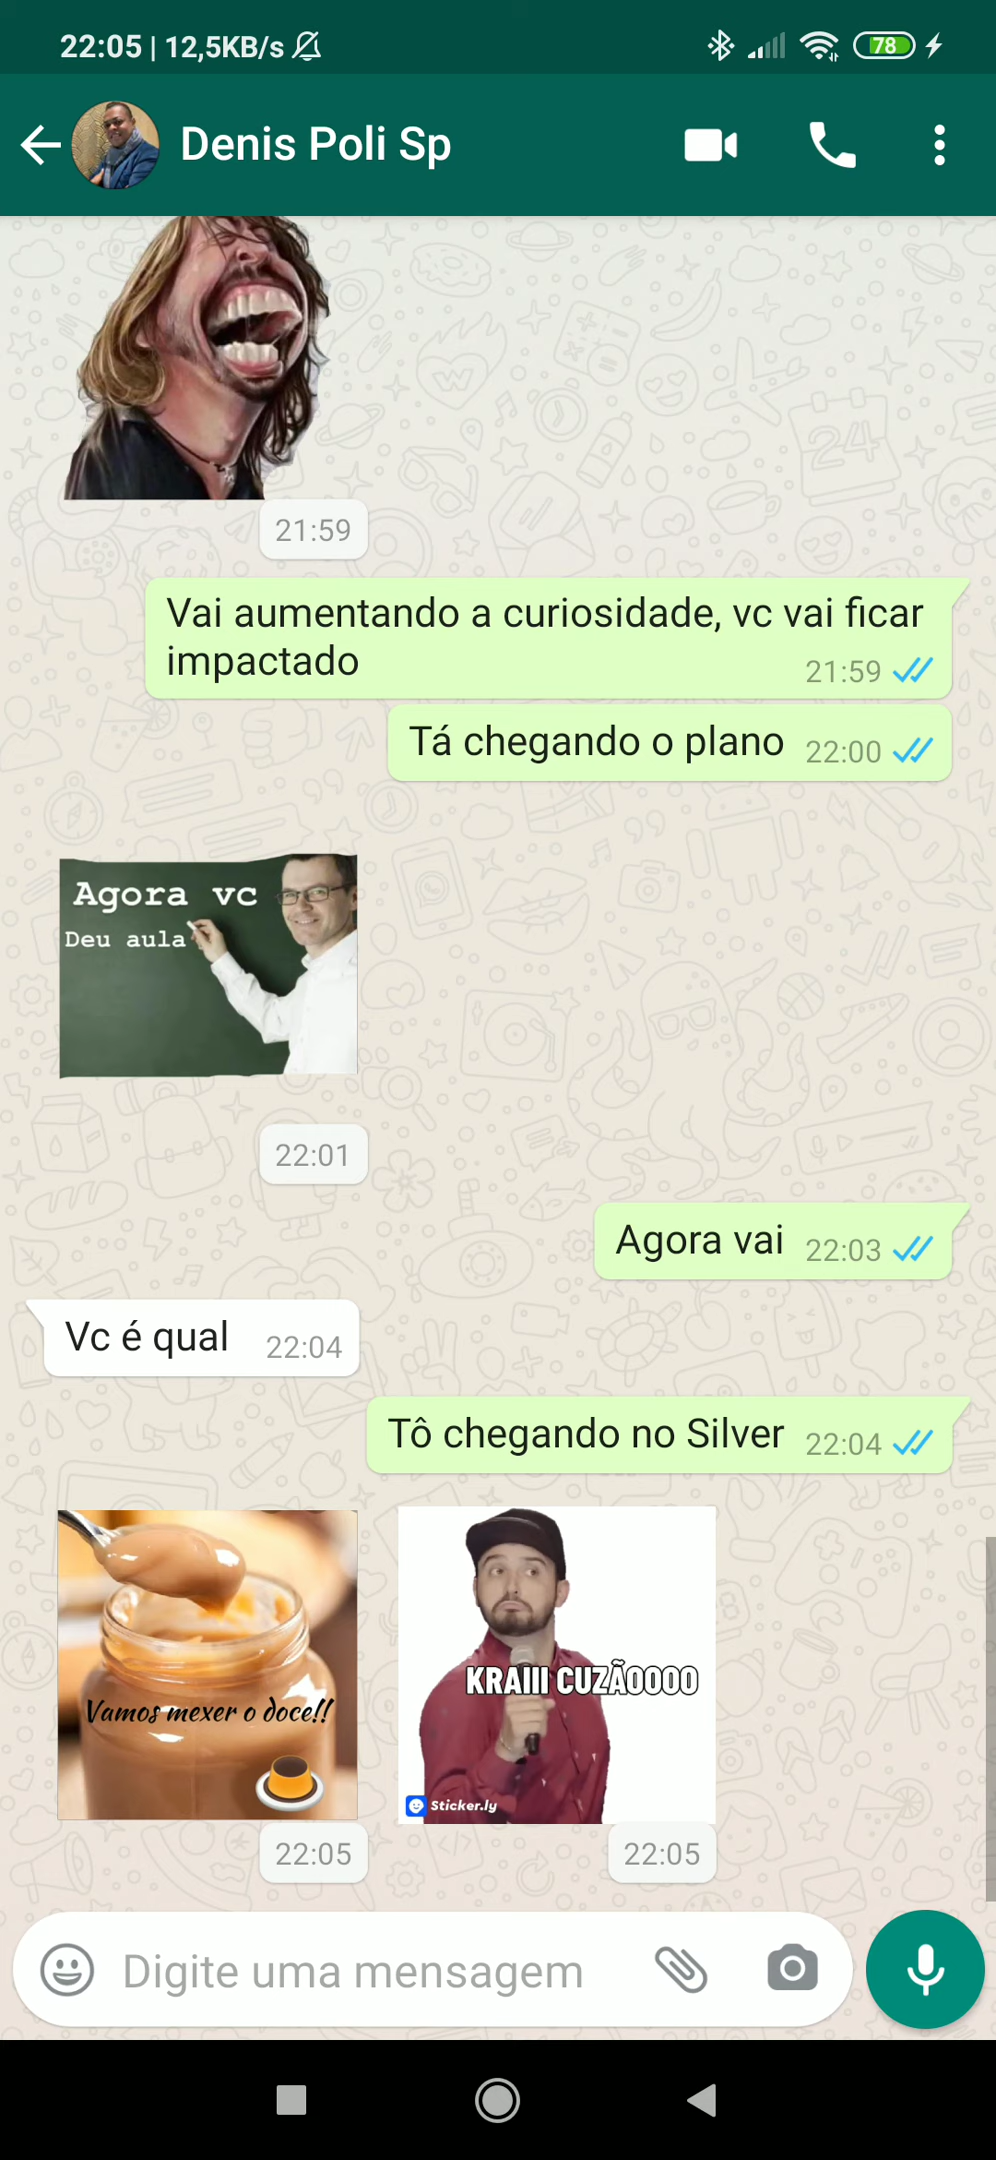 22:05 | 12,5KB/s
78
Denis Poli Sp
21:59
Vai aumentando a curiosidade, vc vai ficar
impactado
21:59
Tá chegando o plano 22:00
Agora vc
Deu aula
22:01
Agora vai 22:03
Vc é qual 22:04
Tô chegando no Silver 22:04
Vamos mexer o doce!!
KRAIII CUZÃOOOO
Sticker.ly
22:05 22:05
Digite uma mensagem